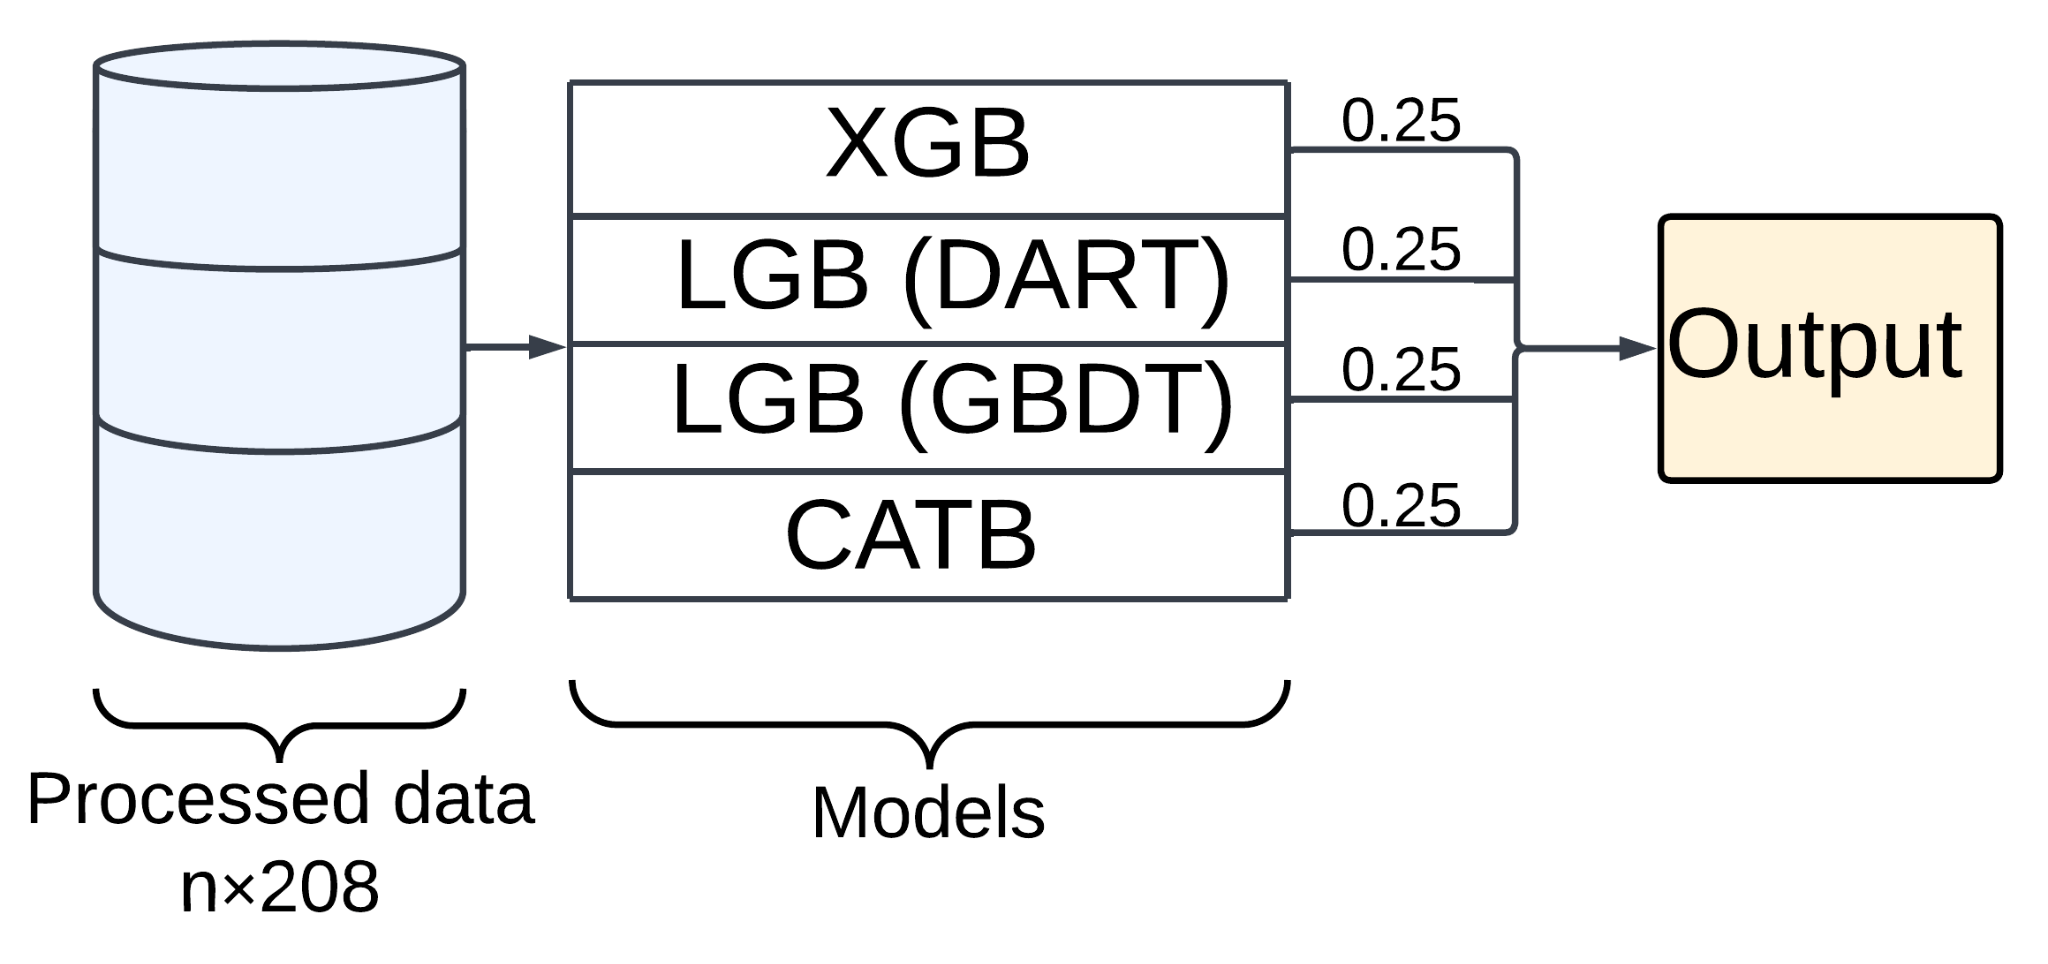 XGB
0.25
LGB (DART)
0.25
LGB (GBDT)
0.25
CATB
0.25
Output
Processed data
n×208
Models